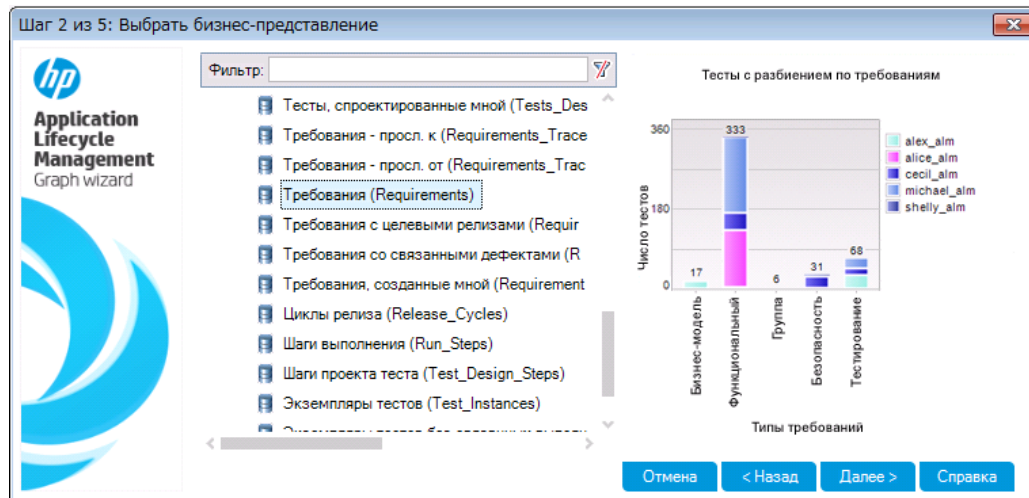 Шаг 2 из 5: Выбрать бизнес-представление
hp
Application
Lifecycle
Management
Graph wizard
Фильтр:
Тесты, спроектированные мной (Tests_Des
Требования - просл. к (Requirements_Trace
Требования - просл. от (Requirements_Trac
Требования (Requirements)
Требования с целевыми релизами (Requir
Требования со связанными дефектами (R
Требования, созданные мной (Requirement
Циклы релиза (Release_Cycles)
Шаги выполнения (Run_Steps)
Шаги проекта теста (Test_Design_Steps)
Экземпляры тестов (Test_Instances)
Тесты с разбиением по требованиям
Число тестов
360
180
0
17
333
6
31
68
Бизнес-модель
Функциональный
Группа
Безопасность
Тестирование
Типы требований
alex_alm
alice_alm
cecil_alm
michael_alm
shelly_alm
Отмена
< Назад
Далее >
Справка